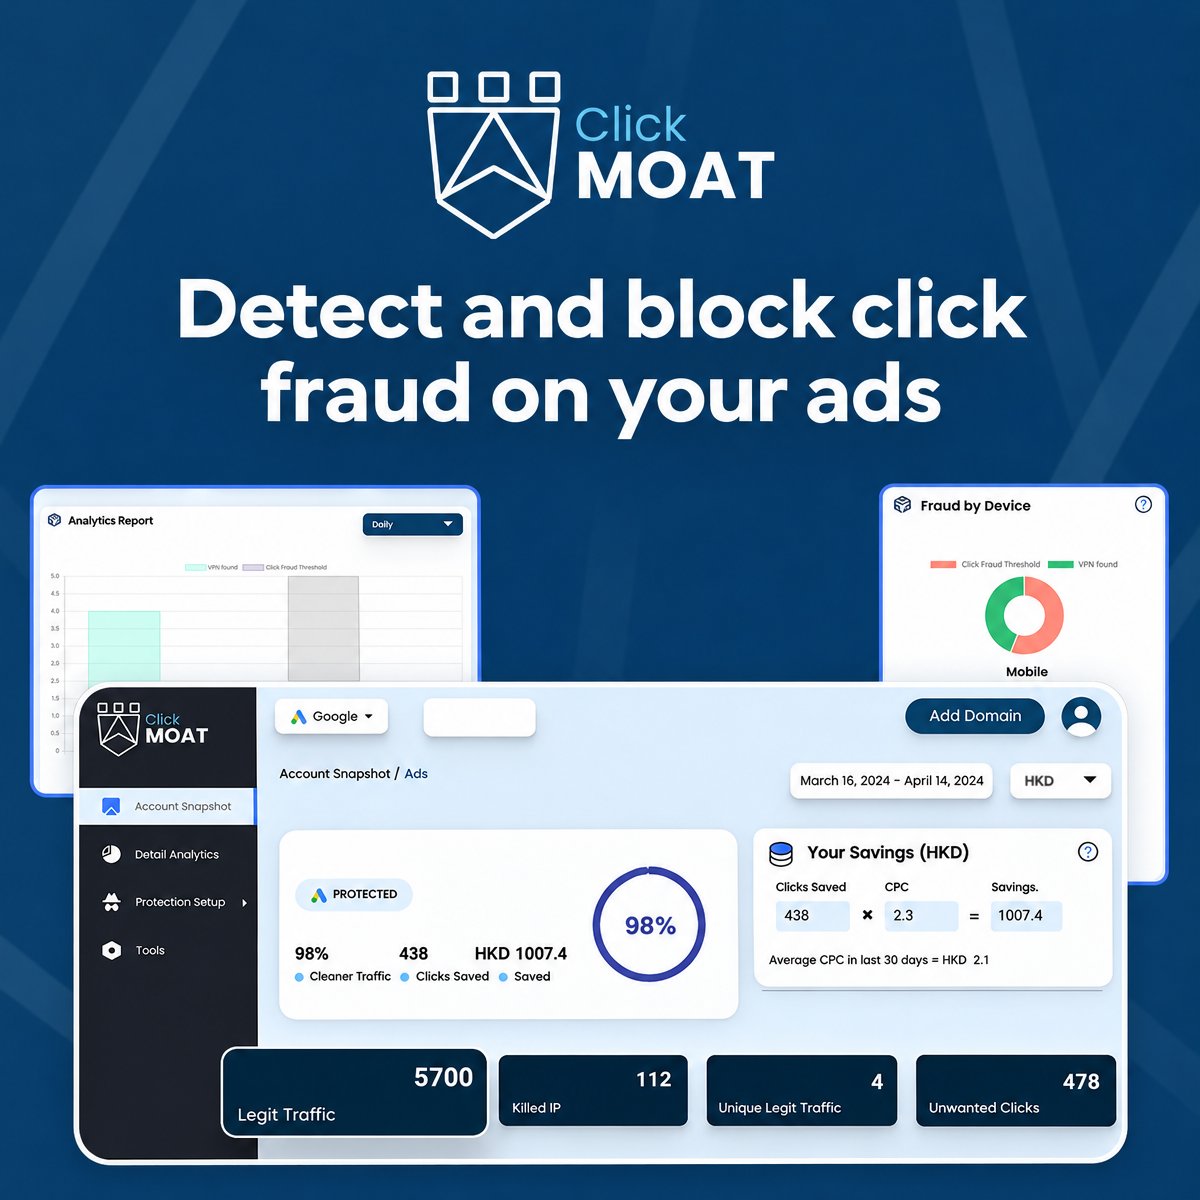 Click
MOAT
Detect and block click
fraud on your ads
Analytics Report
Daily
VPN found
Click Fraud Threshold
5.0
4.5
4.0
3.5
3.0
2.5
2.0
1.5
1.0
0.5
0
Fraud by Device
?
Click Fraud Threshold
VPN found
Mobile
Click
MOAT
Google
Add Domain
Account Snapshot / Ads
March 16, 2024 - April 14, 2024
HKD
Account Snapshot
Detail Analytics
Protection Setup
Tools
PROTECTED
98%
98% 438 HKD 1007.4
Cleaner Traffic Clicks Saved Saved
Your Savings (HKD)
?
Clicks Saved CPC Savings.
438 × 2.3 = 1007.4
Average CPC in last 30 days = HKD 2.1
5700
Legit Traffic
112
Killed IP
4
Unique Legit Traffic
478
Unwanted Clicks